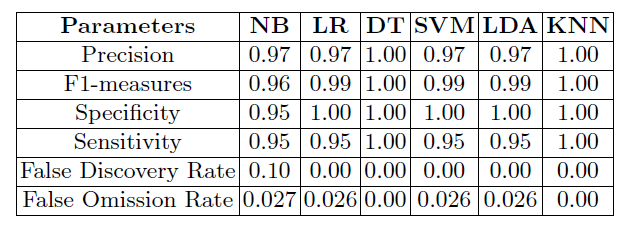 Parameters NB LR DT SVM LDA KNN
Precision 0.97 0.97 1.00 0.97 0.97 1.00
F1-measures 0.96 0.99 1.00 0.99 0.99 1.00
Specificity 0.95 1.00 1.00 1.00 1.00 1.00
Sensitivity 0.95 0.95 1.00 0.95 0.95 1.00
False Discovery Rate 0.10 0.00 0.00 0.00 0.00 0.00
False Omission Rate 0.027 0.026 0.00 0.026 0.026 0.00